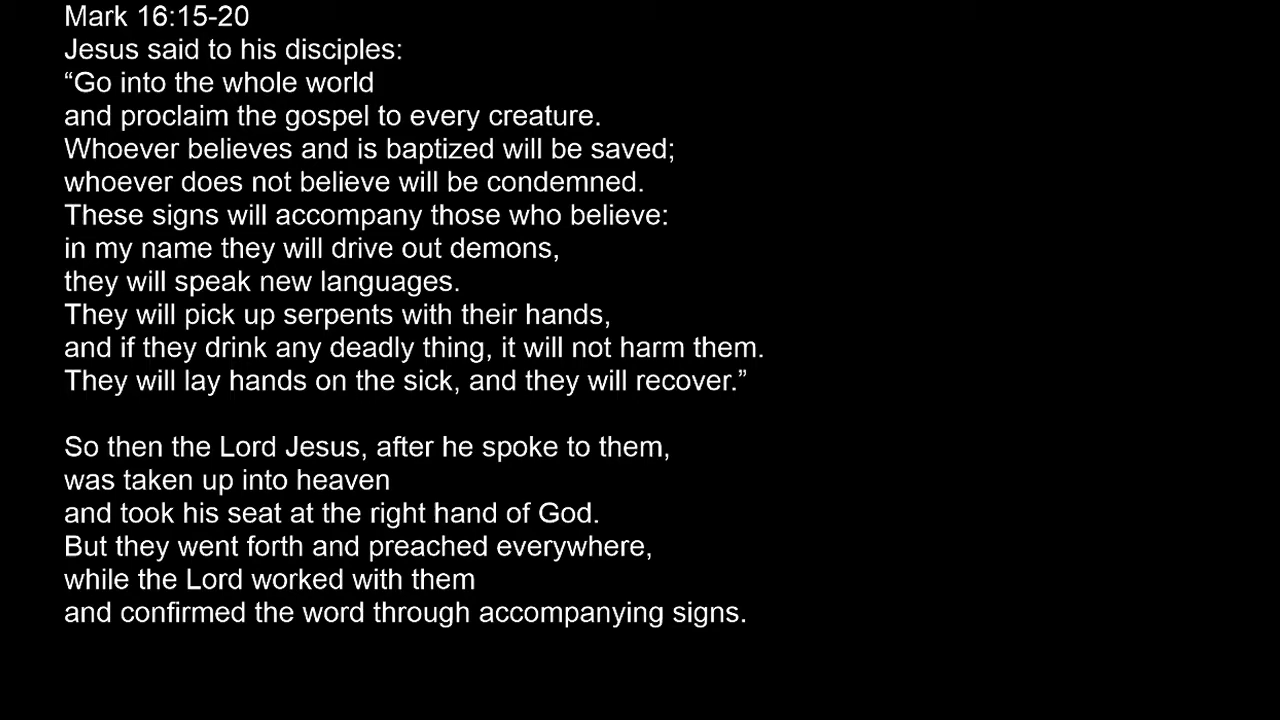 Mark 16:15-20
Jesus said to his disciples:
“Go into the whole world
and proclaim the gospel to every creature.
Whoever believes and is baptized will be saved;
whoever does not believe will be condemned.
These signs will accompany those who believe:
in my name they will drive out demons,
they will speak new languages.
They will pick up serpents with their hands,
and if they drink any deadly thing, it will not harm them.
They will lay hands on the sick, and they will recover.”
So then the Lord Jesus, after he spoke to them,
was taken up into heaven
and took his seat at the right hand of God.
But they went forth and preached everywhere,
while the Lord worked with them
and confirmed the word through accompanying signs.